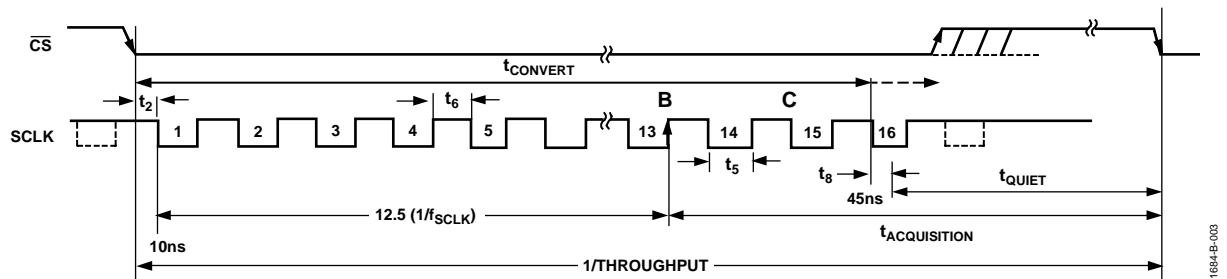 CS
tCONVERT
t2
t6
B
C
SCLK
1
2
3
4
5
13
14
15
16
t5
t8
tQUIET
45ns
12.5 (1/fSCLK)
tACQUISITION
10ns
1/THROUGHPUT
1684-B-003